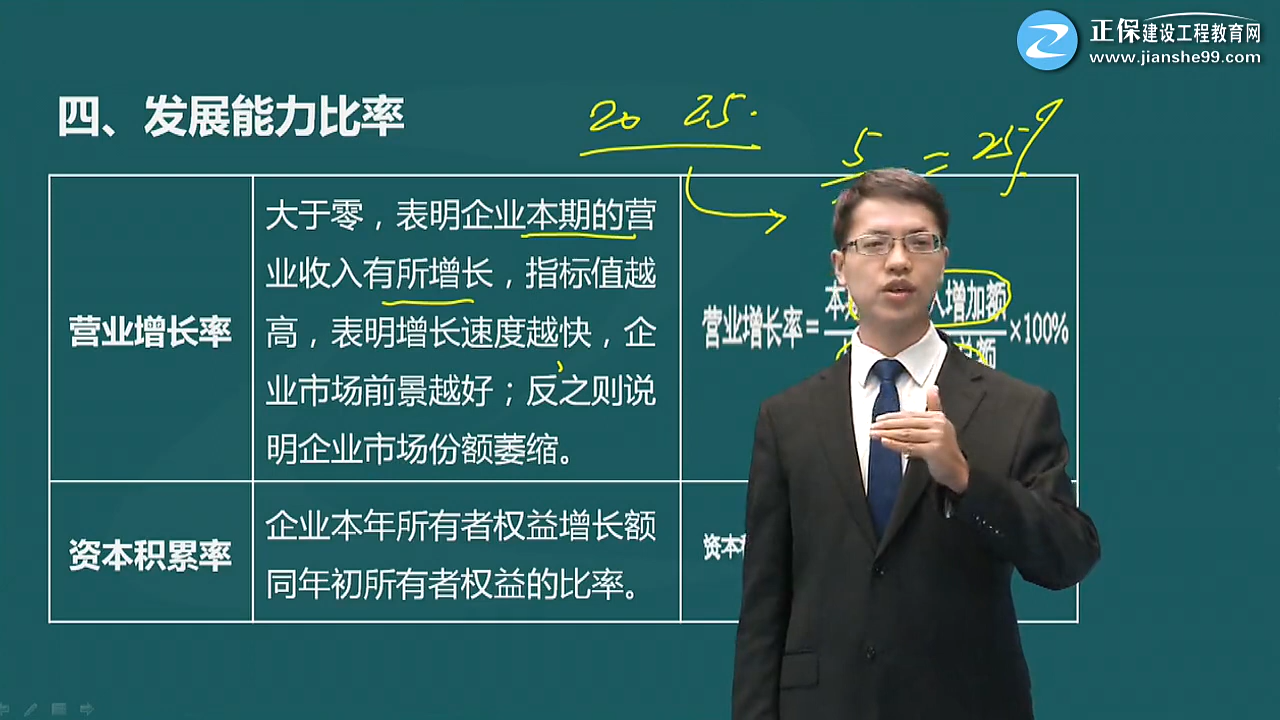 正保建设工程教育网
www.jianshe99.com
四、发展能力比率
20 25.
5
= 25%
营业增长率
大于零，表明企业本期的营
业收入有所增长，指标值越
高，表明增长速度越快，企
业市场前景越好；反之则说
明企业市场份额萎缩。
本
增加额
营业增长率=
×100%
总额
资本积累率
企业本年所有者权益增长额
同年初所有者权益的比率。
资本